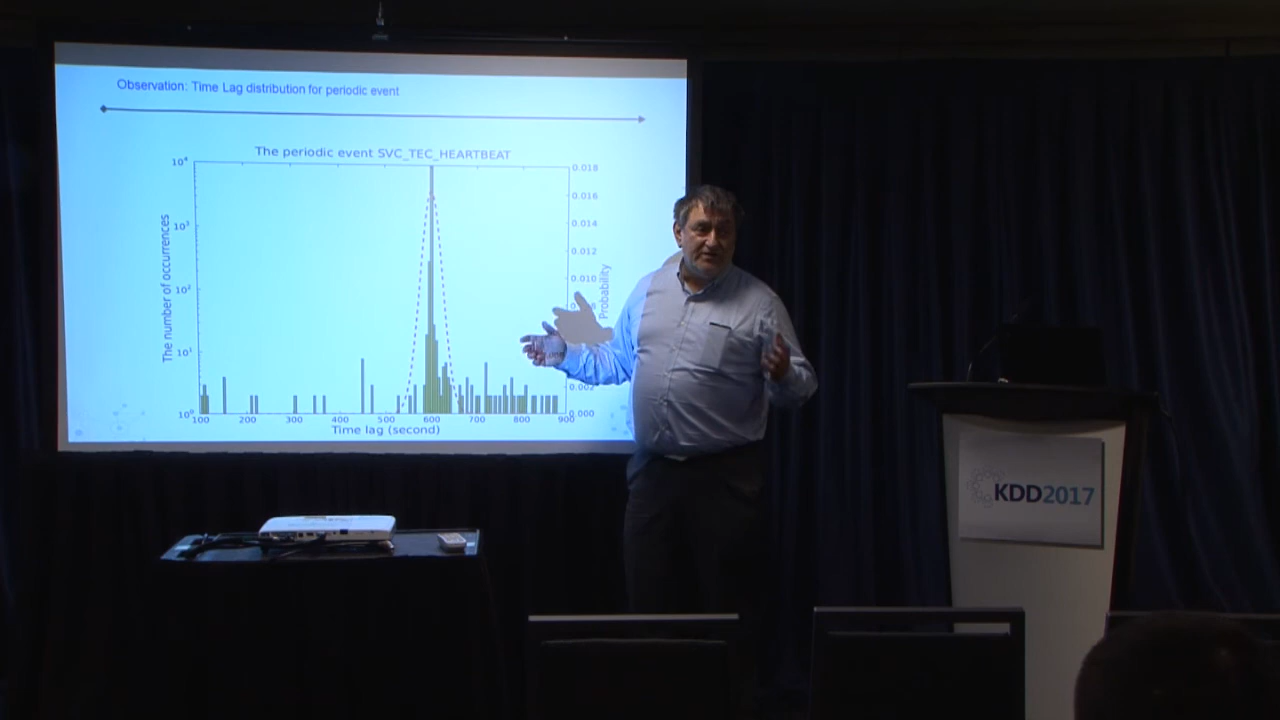 Observation: Time Lag distribution for periodic event
The periodic event SVC_TEC_HEARTBEAT
10⁴
10³
10²
10¹
10⁰
The number of occurrences
0.018
0.016
0.014
0.012
0.010
0.002
0.000
Probability
100 200 300 400 500 600 700 800 900
Time lag (second)
KDD2017